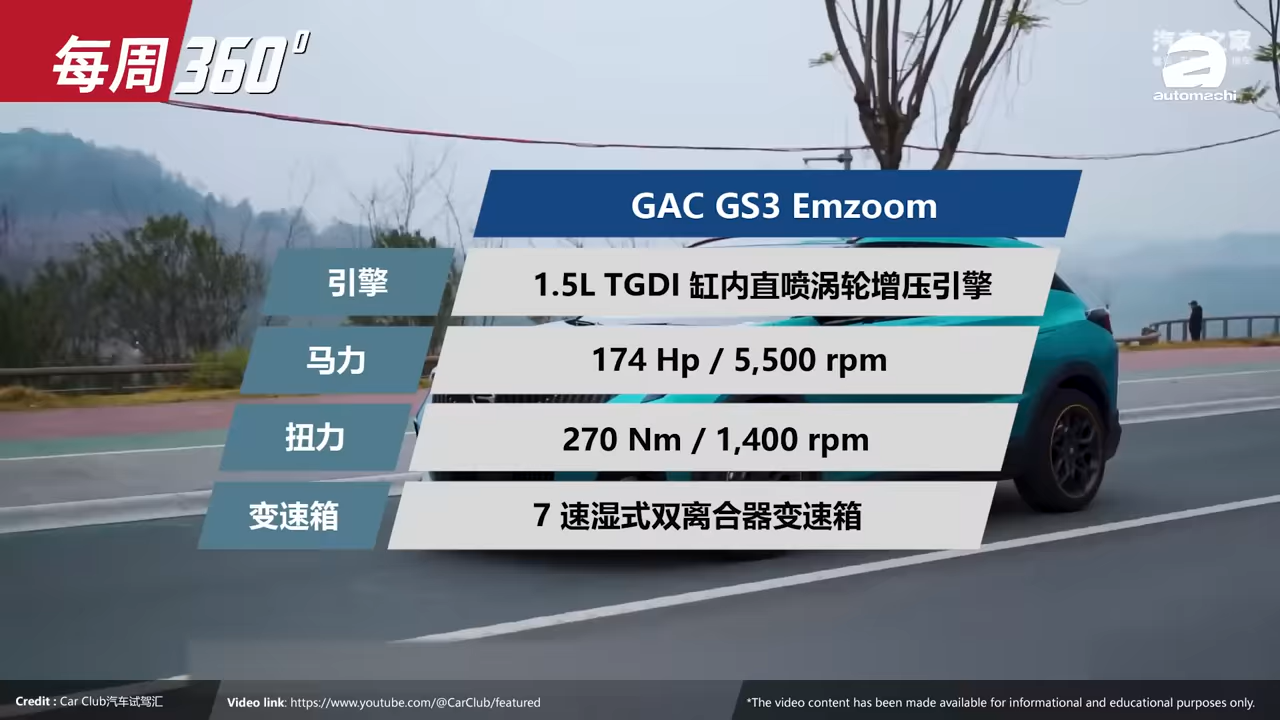 每周360°
汽车之家
automachi
GAC GS3 Emzoom
引擎
1.5L TGDI 缸内直喷涡轮增压引擎
马力
174 Hp / 5,500 rpm
扭力
270 Nm / 1,400 rpm
变速箱
7 速湿式双离合器变速箱
Credit : Car Club汽车试驾汇
Video link: https://www.youtube.com/@CarClub/featured
*The video content has been made available for informational and educational purposes only.